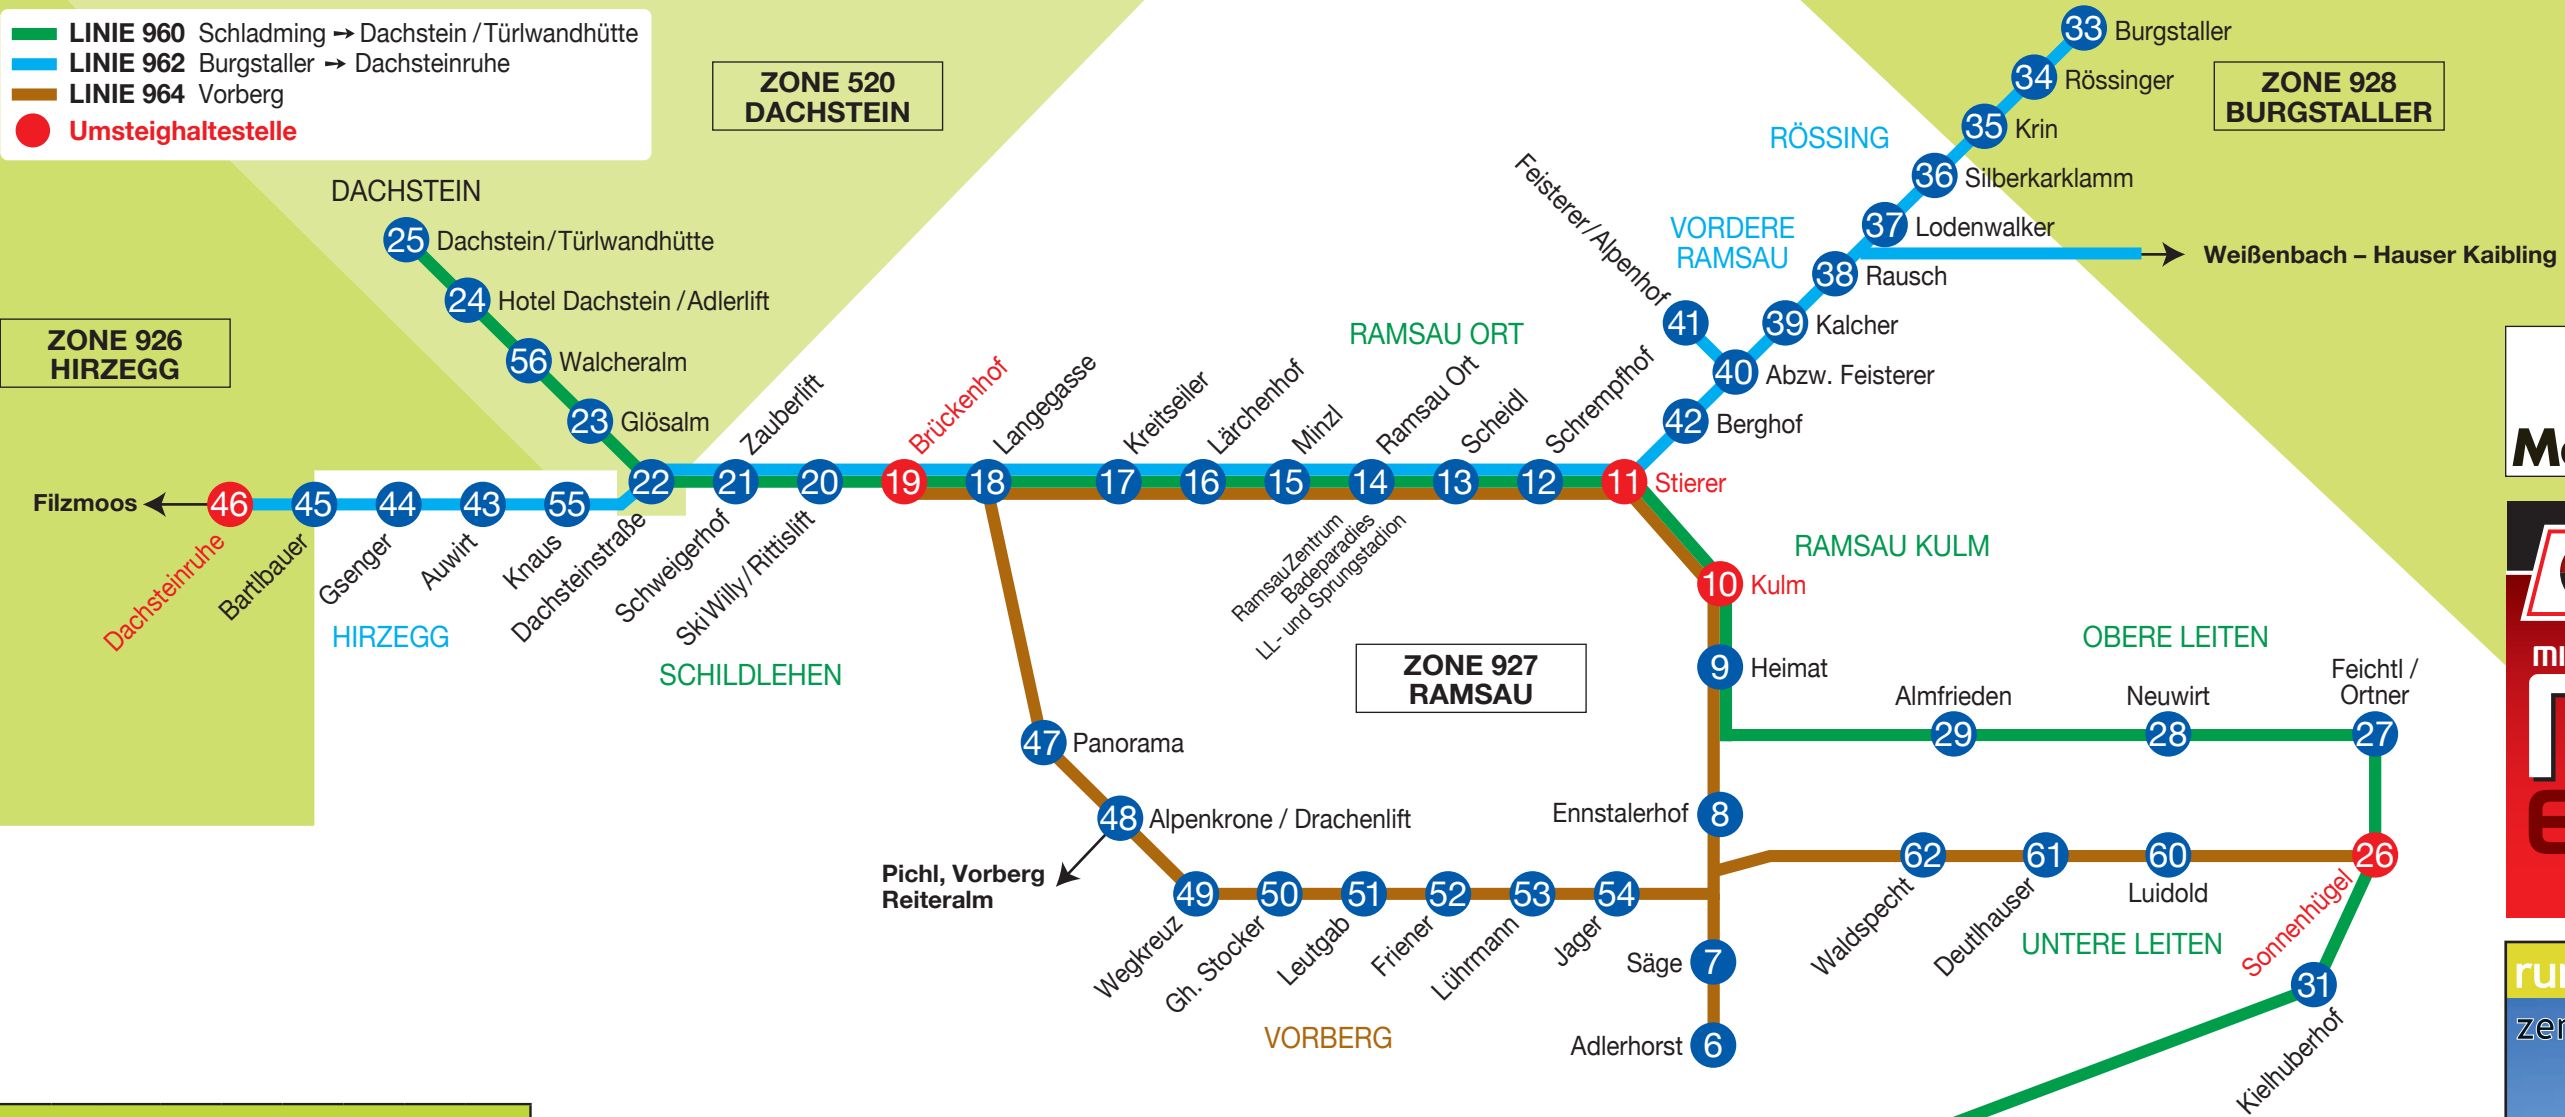 LINIE 960 Schladming → Dachstein / Türlwandhütte
LINIE 962 Burgstaller → Dachsteinruhe
LINIE 964 Vorberg
Umsteighaltestelle
ZONE 520
DACHSTEIN
ZONE 928
BURGSTALLER
ZONE 926
HIRZEGG
ZONE 927
RAMSAU
DACHSTEIN
25 Dachstein/Türlwandhütte
24 Hotel Dachstein / Adlerlift
56 Walcheralm
23 Glösalm
33 Burgstaller
34 Rössinger
35 Krin
36 Silberkarklamm
37 Lodenwalker
RÖSSING
VORDERE
RAMSAU
Weißenbach – Hauser Kaibling
38 Rausch
39 Kalcher
Feisterer/Alpenhof
41
40 Abzw. Feisterer
42 Berghof
RAMSAU ORT
Filzmoos
46 Dachsteinruhe
45 Bartlbauer
44 Gsenger
43 Auwirt
55 Knaus
22 Dachsteinstraße
21 Zauberlift
Schweigerhof
20 SkiWilly/Rittislift
19 Brückenhof
18 Langegasse
17 Kreitseiler
16 Lärchenhof
15 Minzl
14 Ramsau Ort
RamsauZentrum
Badeparadies
LL- und Sprungstadion
13 Scheidl
12 Schrempfhof
11 Stierer
HIRZEGG
SCHILDLEHEN
RAMSAU KULM
10 Kulm
9 Heimat
OBERE LEITEN
Almfrieden
29
Neuwirt
28
Feichtl /
Ortner
27
47 Panorama
48 Alpenkrone / Drachenlift
Pichl, Vorberg
Reiteralm
Ennstalerhof 8
49 Wegkreuz
50 Gh. Stocker
51 Leutgab
52 Friener
53 Lührmann
54 Jager
VORBERG
Säge 7
Adlerhorst 6
62 Waldspecht
61 Deutlhauser
60
Luidold
26 Sonnenhügel
UNTERE LEITEN
31 Kielhuberhof